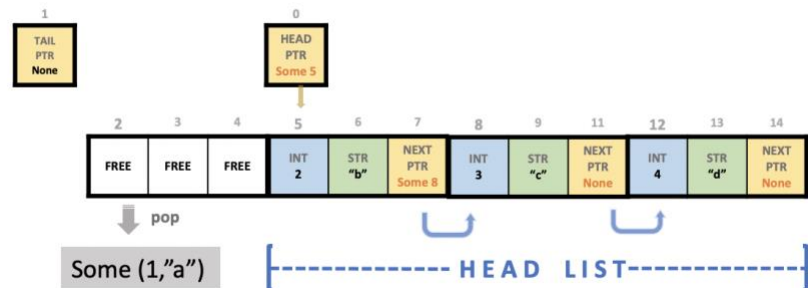 1 0
TAIL
PTR
None
HEAD
PTR
Some 5
2 3 4 5 6 7 8 9 11 12 13 14
FREE FREE FREE INT STR NEXT INT STR NEXT INT STR NEXT
2 "b" PTR 3 "c" PTR 4 "d" PTR
Some 8 None None
pop
Some (1,”a”)
HEAD LIST